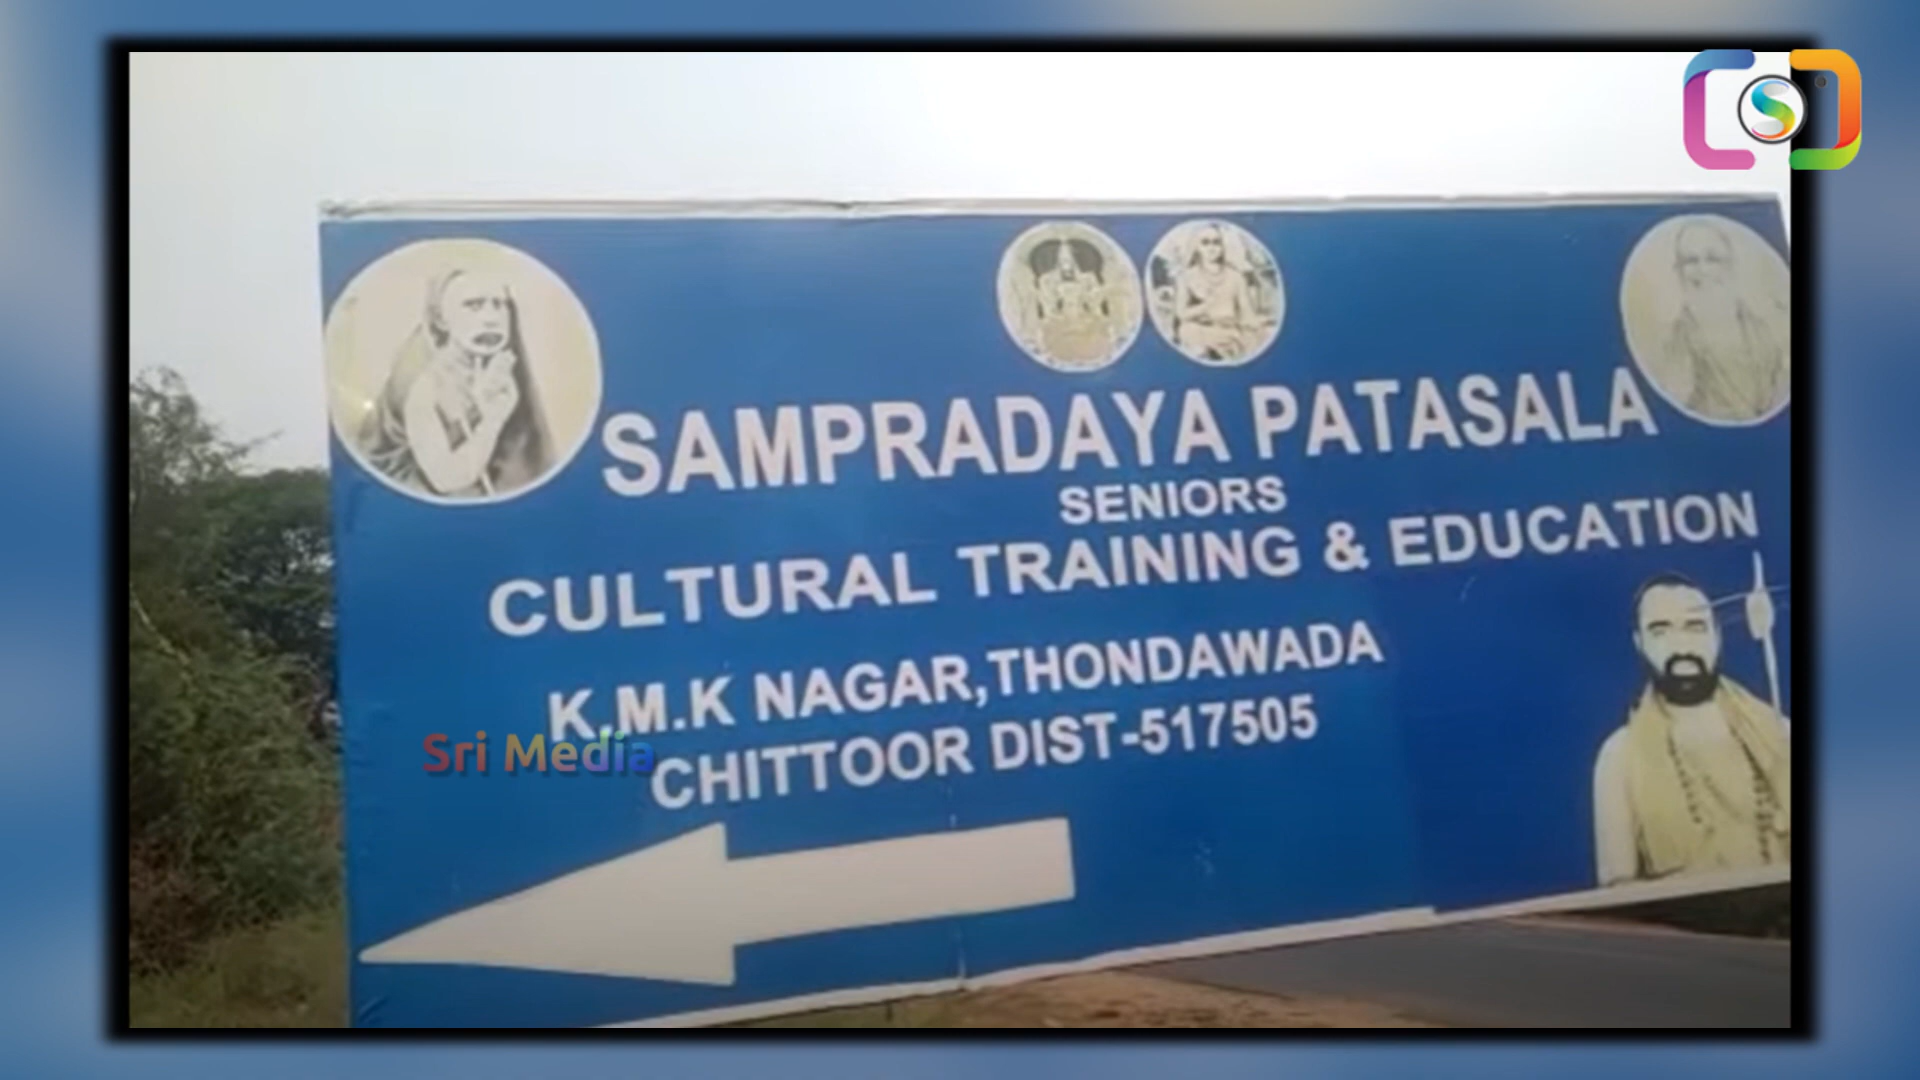 SAMPRADAYA PATASALA
SENIORS
CULTURAL TRAINING & EDUCATION
K.M.K NAGAR,THONDAWADA
CHITTOOR DIST-517505
Sri Media
S